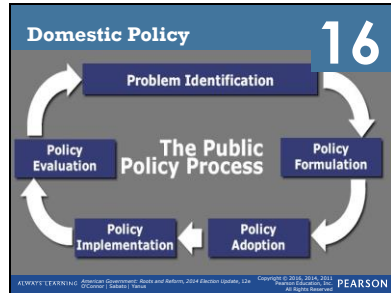 Domestic Policy
16
Problem Identification
The Public
Policy Process
Policy
Formulation
Policy
Adoption
Policy
Implementation
Policy
Evaluation
ALWAYS LEARNING
American Government: Roots and Reform, 2014 Election Update, 12e
O'Connor | Sabato | Yanus
Copyright © 2016, 2014, 2011
Pearson Education, Inc.
All Rights Reserved
PEARSON